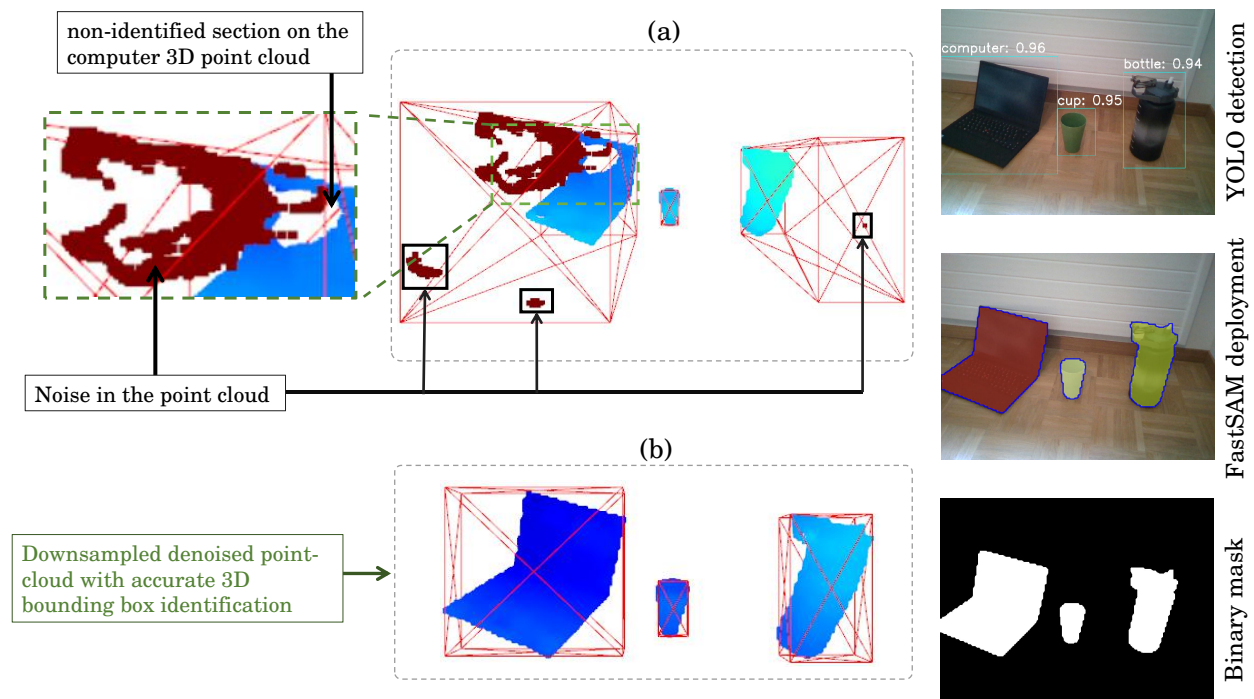 non-identified section on the
computer 3D point cloud
(a)
computer: 0.96
bottle: 0.94
cup: 0.95
YOLO detection
Noise in the point cloud
FastSAM deployment
(b)
Downsampled denoised point-
cloud with accurate 3D
bounding box identification
Binary mask